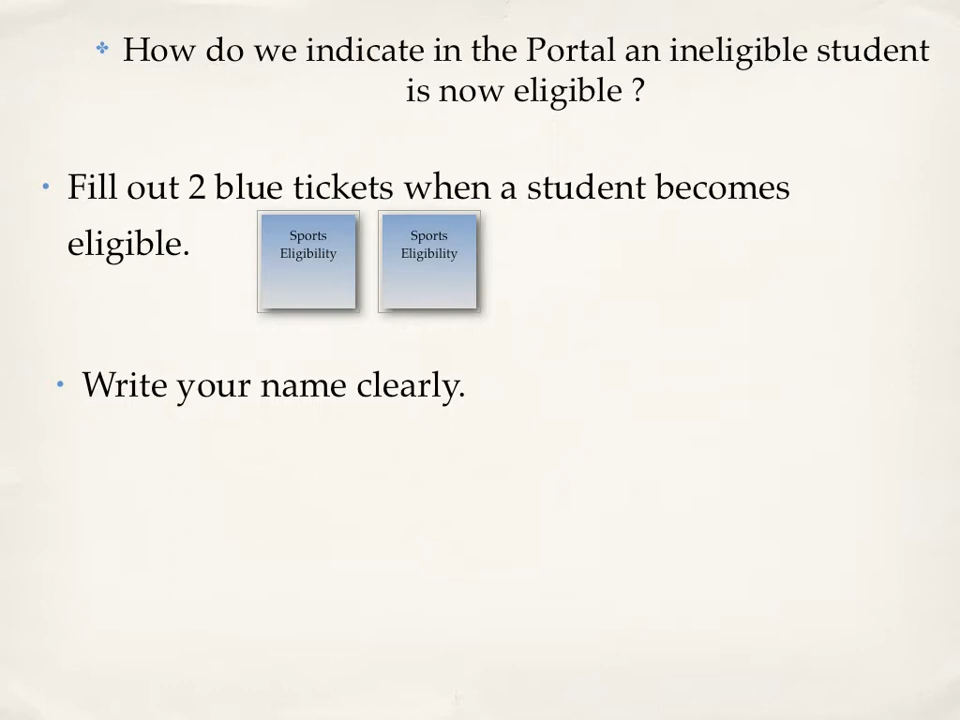 How do we indicate in the Portal an ineligible student
is now eligible ?
Fill out 2 blue tickets when a student becomes
eligible.
Sports
Eligibility
Sports
Eligibility
Write your name clearly.